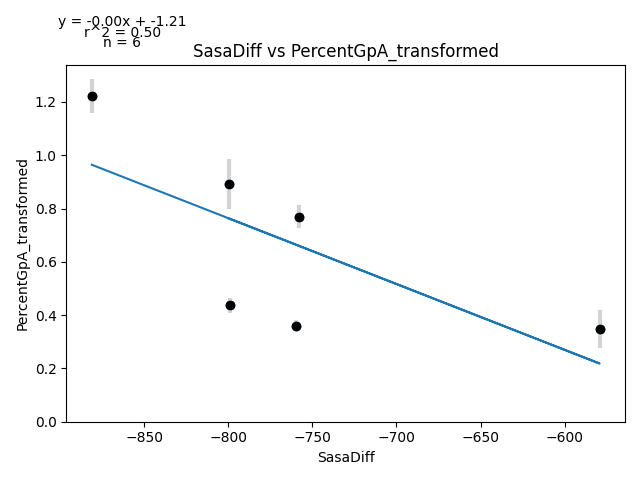 y = -0.00x + -1.21
r^2 = 0.50
n = 6
SasaDiff vs PercentGpA_transformed
PercentGpA_transformed
1.2
1.0
0.8
0.6
0.4
0.2
0.0
−850
−800
−750
−700
−650
−600
SasaDiff